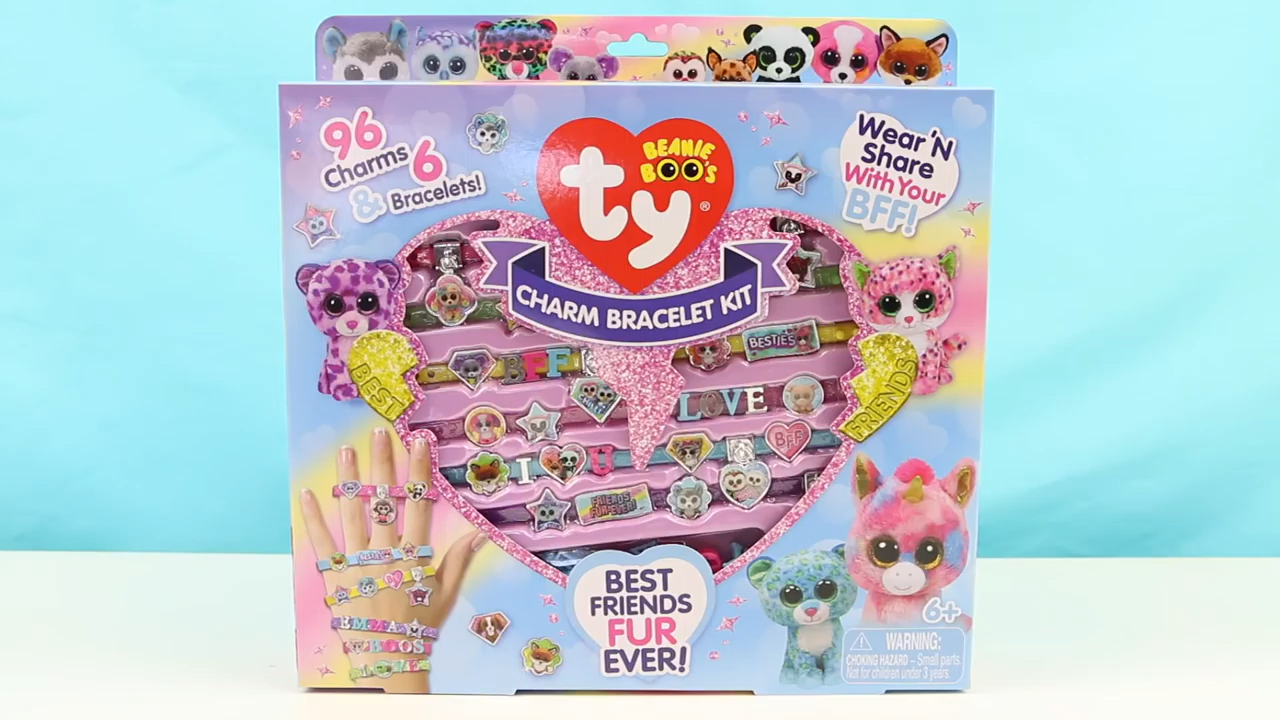 96
Charms
& 6
Bracelets!
ty®
BEANIE
BOO'S
CHARM BRACELET KIT
Wear 'N
Share
With Your
BFF!
BEST
FRIENDS
BFF
BESTIES
LOVE
I U
BFF
FRIENDS
FUR-EVER!
EMMA
BOOS
BEST
FRIENDS
FUR
EVER!
6+
WARNING:
CHOKING HAZARD – Small parts.
Not for children under 3 years.